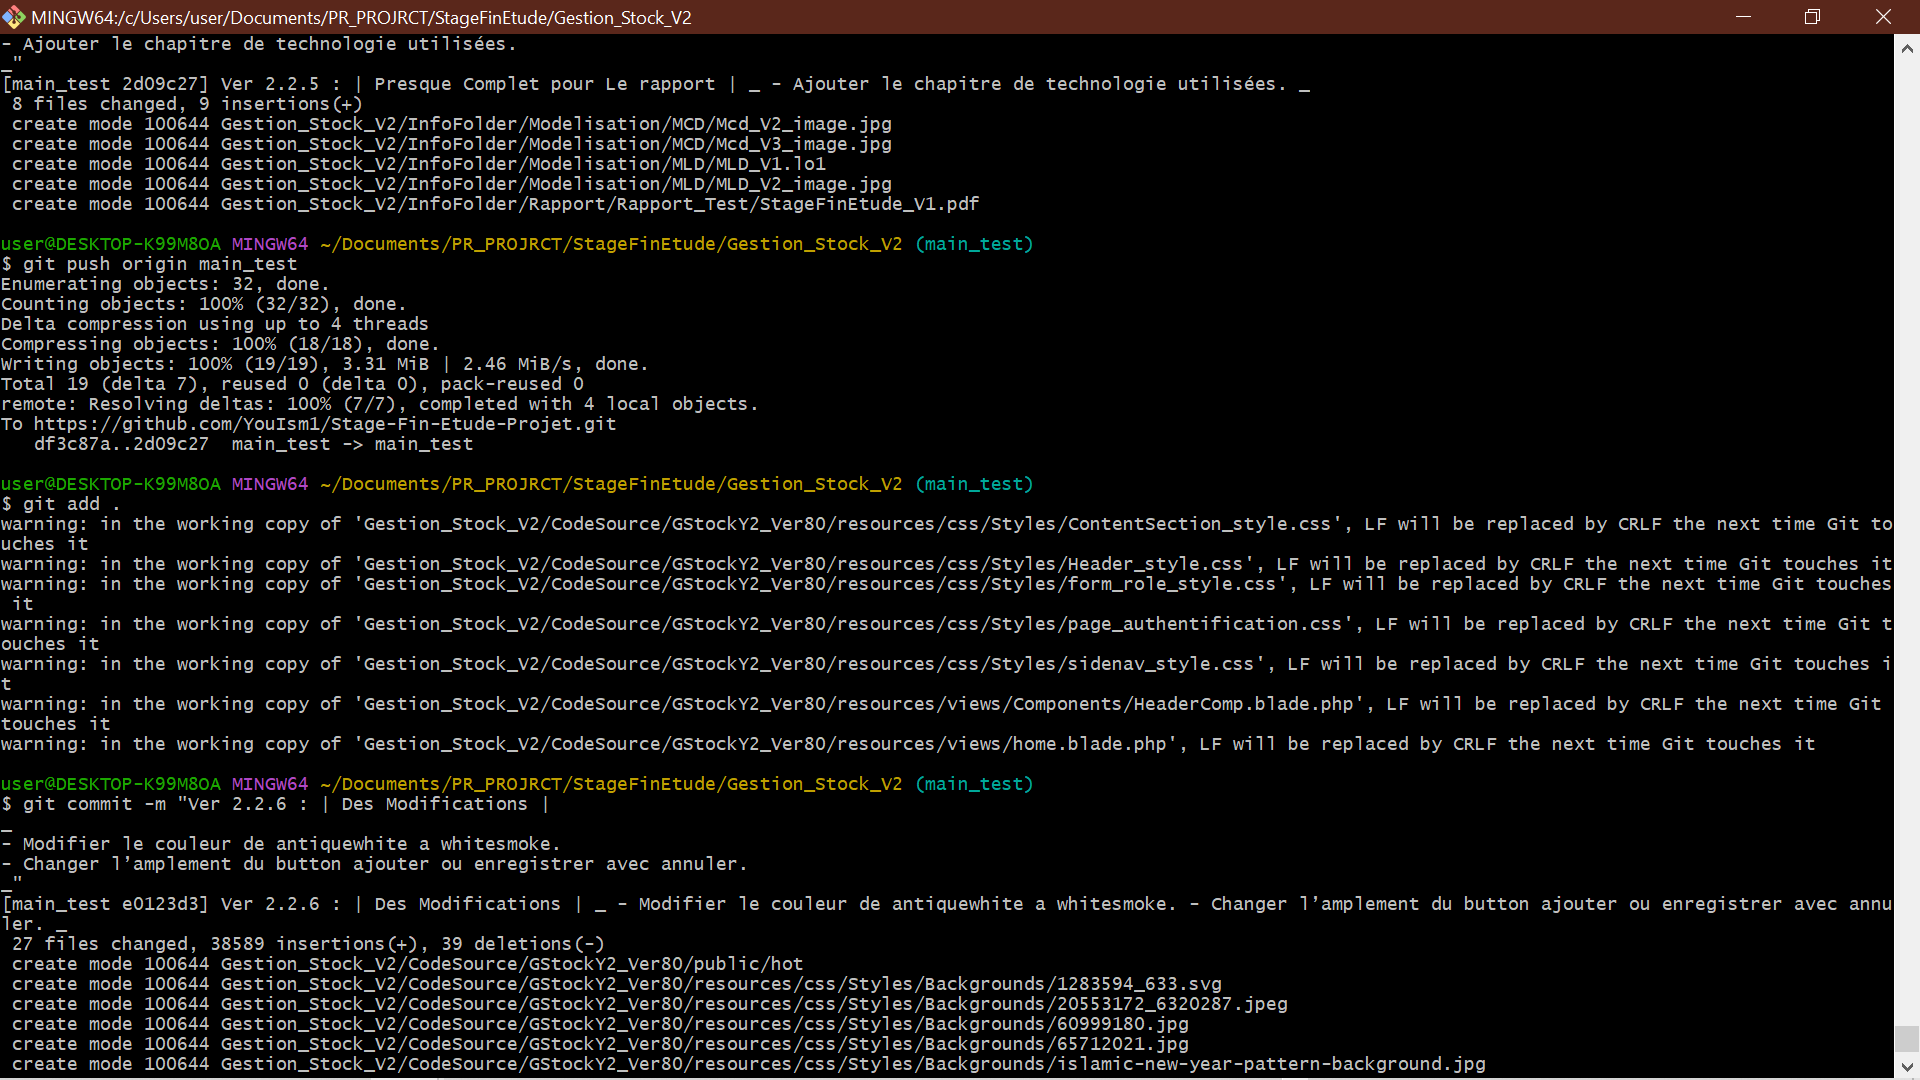 MINGW64:/c/Users/user/Documents/PR_PROJRCT/StageFinEtude/Gestion_Stock_V2
- Ajouter le chapitre de technologie utilisées.
_"
[main_test 2d09c27] Ver 2.2.5 : | Presque Complet pour Le rapport | _ - Ajouter le chapitre de technologie utilisées. _
 8 files changed, 9 insertions(+)
 create mode 100644 Gestion_Stock_V2/InfoFolder/Modelisation/MCD/Mcd_V2_image.jpg
 create mode 100644 Gestion_Stock_V2/InfoFolder/Modelisation/MCD/Mcd_V3_image.jpg
 create mode 100644 Gestion_Stock_V2/InfoFolder/Modelisation/MLD/MLD_V1.lo1
 create mode 100644 Gestion_Stock_V2/InfoFolder/Modelisation/MLD/MLD_V2_image.jpg
 create mode 100644 Gestion_Stock_V2/InfoFolder/Rapport/Rapport_Test/StageFinEtude_V1.pdf
user@DESKTOP-K99M8OA MINGW64 ~/Documents/PR_PROJRCT/StageFinEtude/Gestion_Stock_V2 (main_test)
$ git push origin main_test
Enumerating objects: 32, done.
Counting objects: 100% (32/32), done.
Delta compression using up to 4 threads
Compressing objects: 100% (18/18), done.
Writing objects: 100% (19/19), 3.31 MiB | 2.46 MiB/s, done.
Total 19 (delta 7), reused 0 (delta 0), pack-reused 0
remote: Resolving deltas: 100% (7/7), completed with 4 local objects.
To https://github.com/YouIsm1/Stage-Fin-Etude-Projet.git
   df3c87a..2d09c27  main_test -> main_test
user@DESKTOP-K99M8OA MINGW64 ~/Documents/PR_PROJRCT/StageFinEtude/Gestion_Stock_V2 (main_test)
$ git add .
warning: in the working copy of 'Gestion_Stock_V2/CodeSource/GStockY2_Ver80/resources/css/Styles/ContentSection_style.css', LF will be replaced by CRLF the next time Git to
uches it
warning: in the working copy of 'Gestion_Stock_V2/CodeSource/GStockY2_Ver80/resources/css/Styles/Header_style.css', LF will be replaced by CRLF the next time Git touches it
warning: in the working copy of 'Gestion_Stock_V2/CodeSource/GStockY2_Ver80/resources/css/Styles/form_role_style.css', LF will be replaced by CRLF the next time Git touches
 it
warning: in the working copy of 'Gestion_Stock_V2/CodeSource/GStockY2_Ver80/resources/css/Styles/page_authentification.css', LF will be replaced by CRLF the next time Git t
ouches it
warning: in the working copy of 'Gestion_Stock_V2/CodeSource/GStockY2_Ver80/resources/css/Styles/sidenav_style.css', LF will be replaced by CRLF the next time Git touches i
t
warning: in the working copy of 'Gestion_Stock_V2/CodeSource/GStockY2_Ver80/resources/views/Components/HeaderComp.blade.php', LF will be replaced by CRLF the next time Git
touches it
warning: in the working copy of 'Gestion_Stock_V2/CodeSource/GStockY2_Ver80/resources/views/home.blade.php', LF will be replaced by CRLF the next time Git touches it
user@DESKTOP-K99M8OA MINGW64 ~/Documents/PR_PROJRCT/StageFinEtude/Gestion_Stock_V2 (main_test)
$ git commit -m "Ver 2.2.6 : | Des Modifications |
_
- Modifier le couleur de antiquewhite a whitesmoke.
- Changer l’amplement du button ajouter ou enregistrer avec annuler.
_"
[main_test e0123d3] Ver 2.2.6 : | Des Modifications | _ - Modifier le couleur de antiquewhite a whitesmoke. - Changer l’amplement du button ajouter ou enregistrer avec annu
ler. _
 27 files changed, 38589 insertions(+), 39 deletions(-)
 create mode 100644 Gestion_Stock_V2/CodeSource/GStockY2_Ver80/public/hot
 create mode 100644 Gestion_Stock_V2/CodeSource/GStockY2_Ver80/resources/css/Styles/Backgrounds/1283594_633.svg
 create mode 100644 Gestion_Stock_V2/CodeSource/GStockY2_Ver80/resources/css/Styles/Backgrounds/20553172_6320287.jpeg
 create mode 100644 Gestion_Stock_V2/CodeSource/GStockY2_Ver80/resources/css/Styles/Backgrounds/60999180.jpg
 create mode 100644 Gestion_Stock_V2/CodeSource/GStockY2_Ver80/resources/css/Styles/Backgrounds/65712021.jpg
 create mode 100644 Gestion_Stock_V2/CodeSource/GStockY2_Ver80/resources/css/Styles/Backgrounds/islamic-new-year-pattern-background.jpg